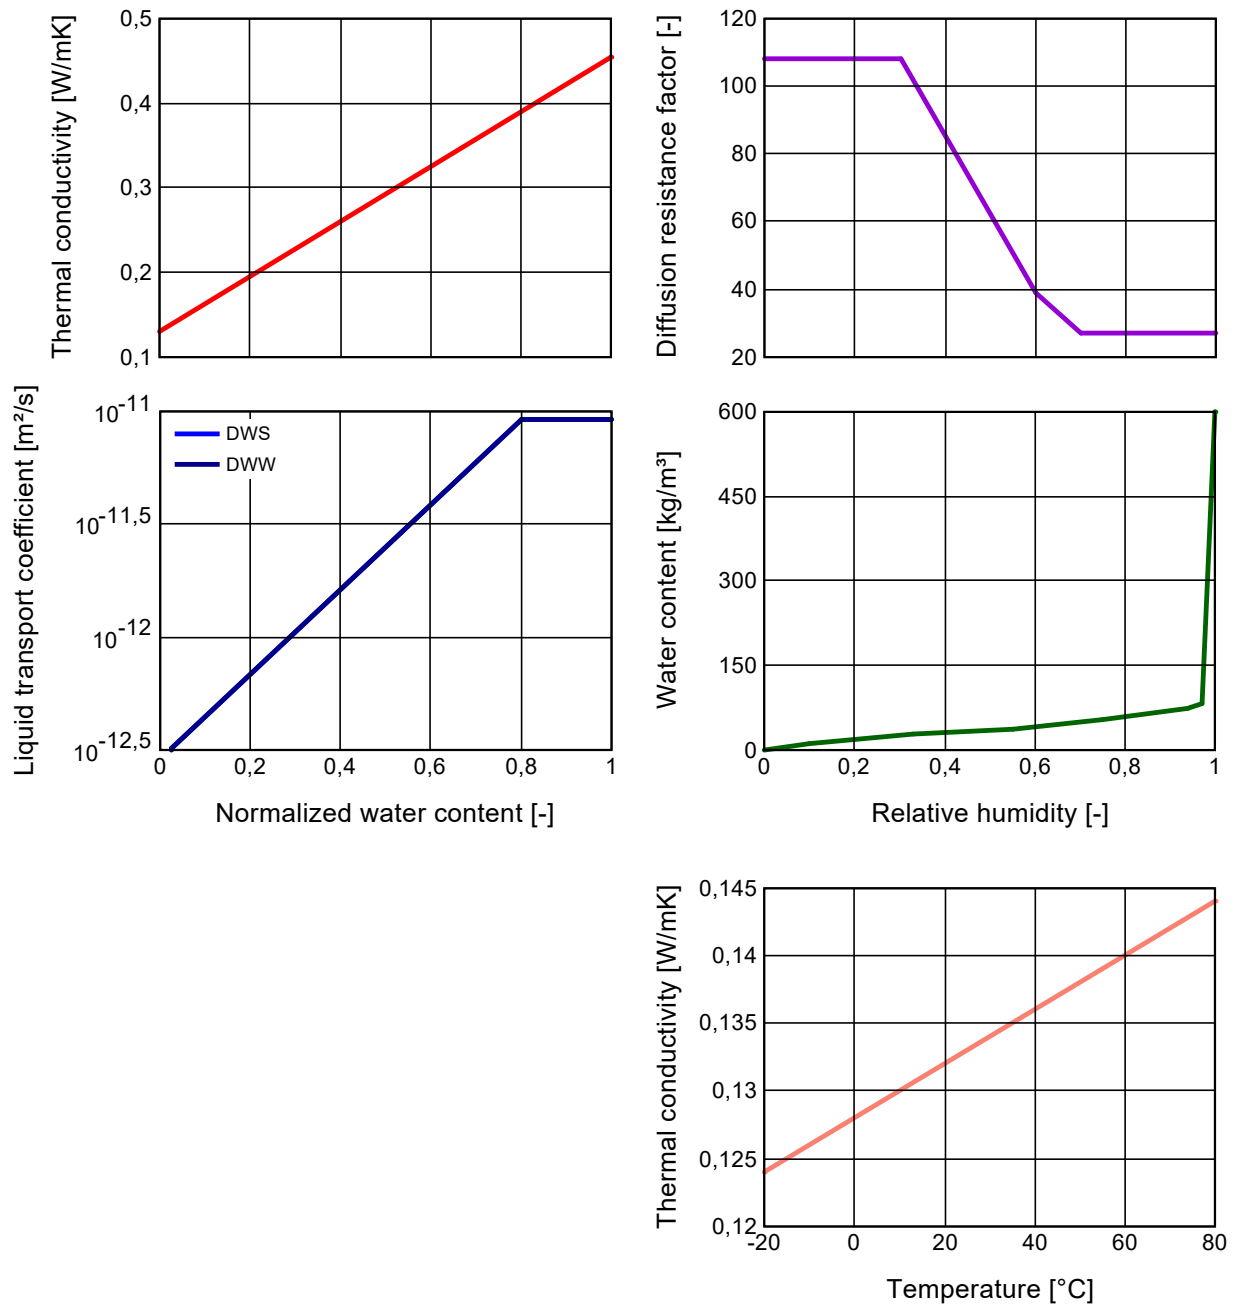 Thermal conductivity [W/mK]
0,5
0,4
0,3
0,2
0,1
Diffusion resistance factor [-]
120
100
80
60
40
20
Liquid transport coefficient [m²/s]
10-11
10-11,5
10-12
10-12,5
DWS
DWW
0 0,2 0,4 0,6 0,8 1
Normalized water content [-]
Water content [kg/m³]
600
450
300
150
0
0 0,2 0,4 0,6 0,8 1
Relative humidity [-]
Thermal conductivity [W/mK]
0,145
0,14
0,135
0,13
0,125
0,12
-20 0 20 40 60 80
Temperature [°C]